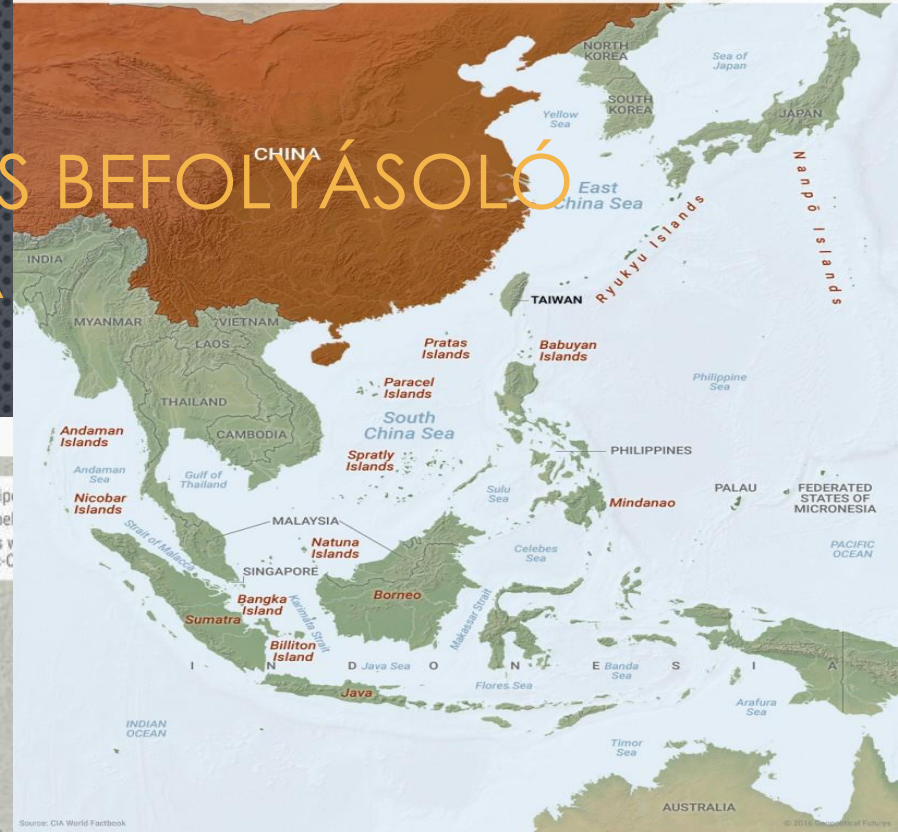 S BEFOLYÁSOLÓ
NORTH
KOREA
Sea of
Japan
SOUTH
KOREA
JAPAN
Yellow
Sea
CHINA
East
China Sea
Nanpō Islands
Ryukyu Islands
INDIA
TAIWAN
MYANMAR
VIETNAM
LAOS
Pratas
Islands
Babuyan
Islands
Paracel
Islands
Philippine
Sea
THAILAND
South
China Sea
CAMBODIA
Andaman
Islands
PHILIPPINES
Spratly
Islands
Andaman
Sea
Gulf of
Thailand
Sulu
Sea
Mindanao
PALAU
FEDERATED
STATES OF
MICRONESIA
Nicobar
Islands
MALAYSIA
Strait of Malacca
Natuna
Islands
Celebes
Sea
PACIFIC
OCEAN
SINGAPORE
Bangka
Island
Borneo
Karimata Strait
Makassar Strait
Sumatra
Billiton
Island
INDONESIA
Java Sea
Banda
Sea
Flores Sea
Java
Arafura
Sea
INDIAN
OCEAN
Timor
Sea
AUSTRALIA
Source: CIA World Factbook
© 2016 Geopolitical Futures